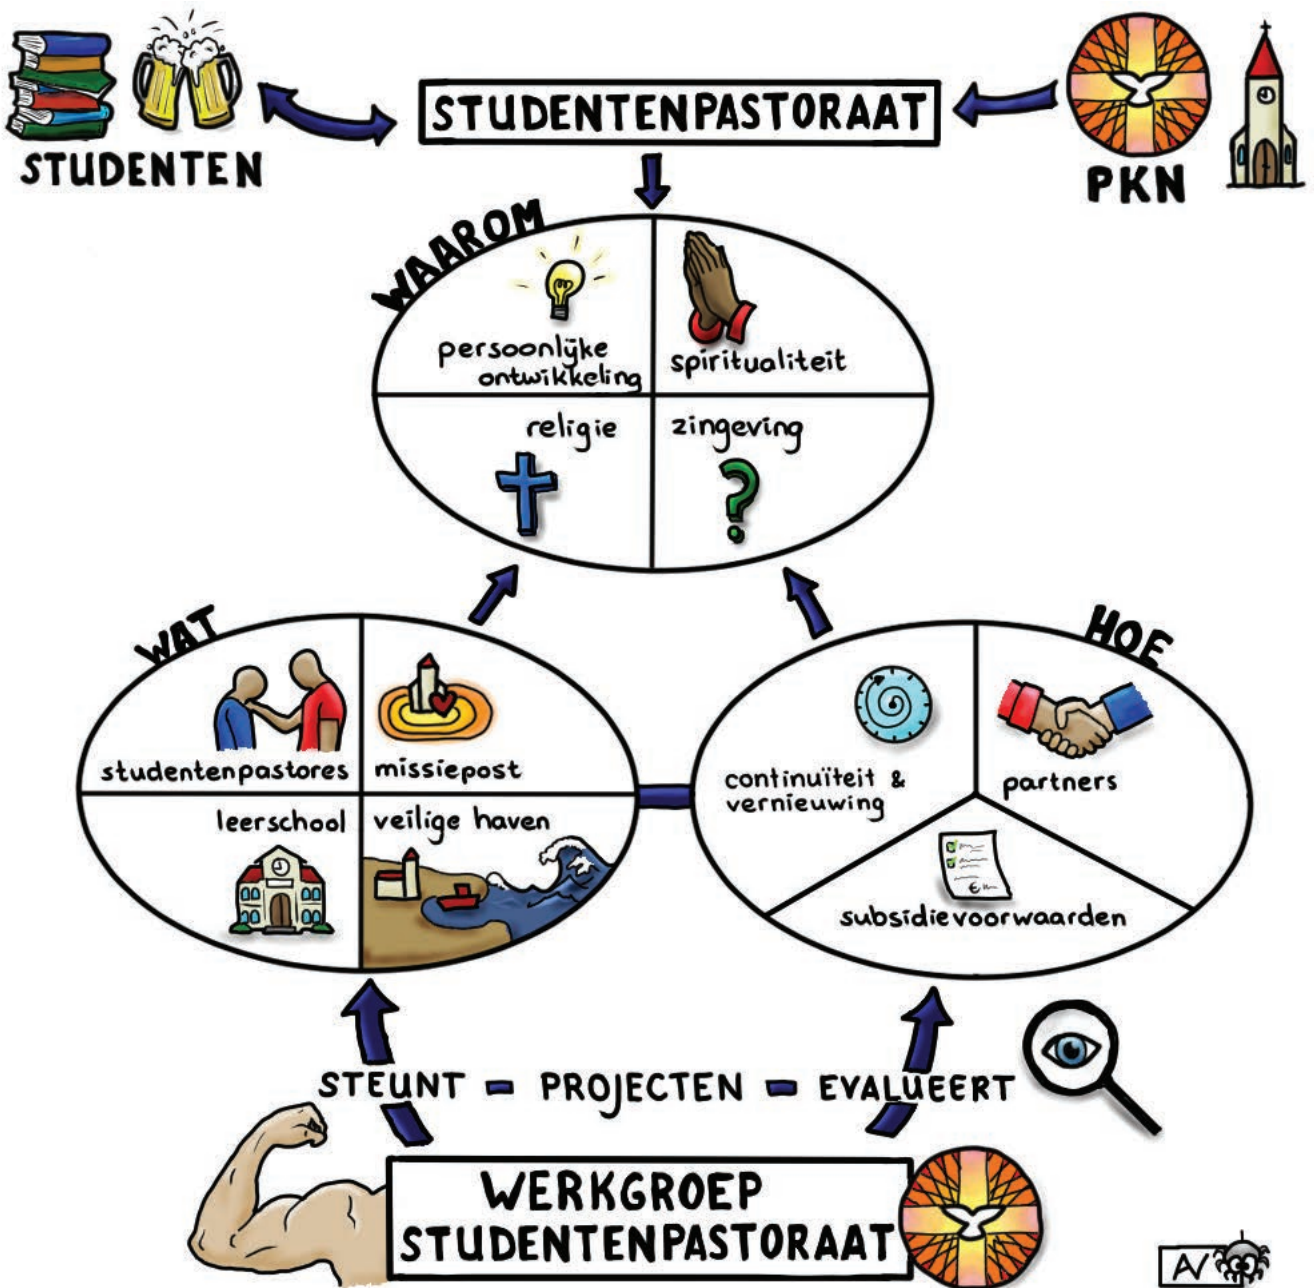 STUDENTENPASTORAAT
STUDENTEN
PKN
WAAROM
persoonlijke
ontwikkeling
spiritualiteit
religie
zingeving
WAT
studentenpastores
missiepost
leerschool
veilige haven
HOE
continuïteit &
vernieuwing
partners
€
subsidievoorwaarden
STEUNT - PROJECTEN - EVALUEERT
WERKGROEP
STUDENTENPASTORAAT
AV